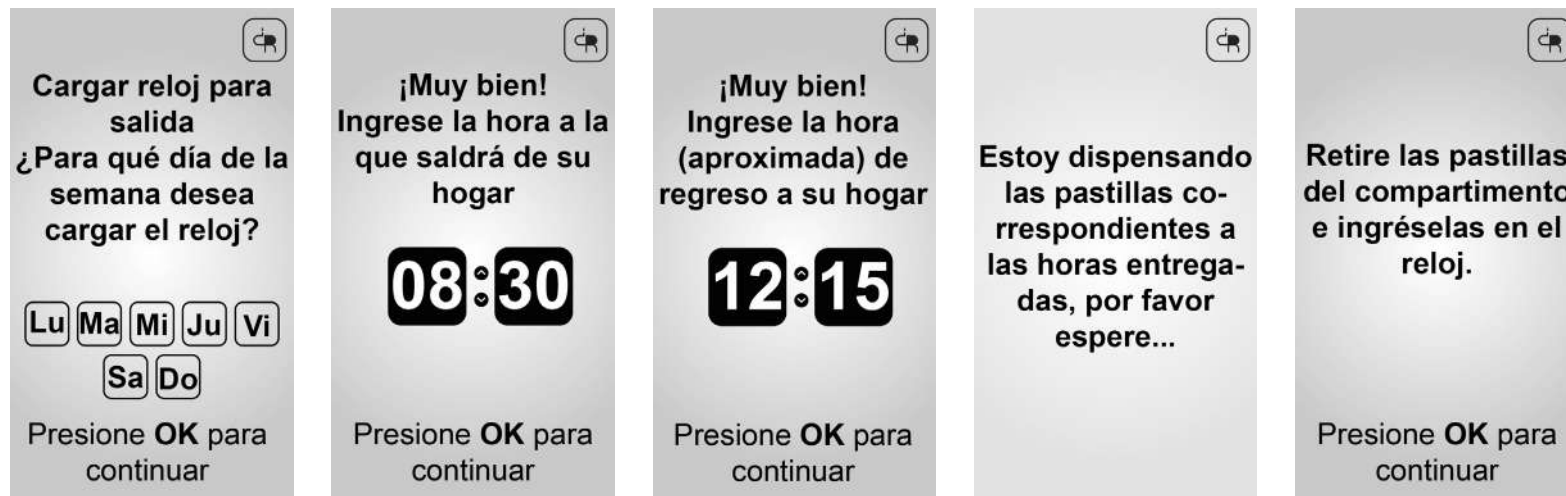 Cargar reloj para
salida
¿Para qué día de la
semana desea
cargar el reloj?
Lu Ma Mi Ju Vi
Sa Do
Presione OK para
continuar
¡Muy bien!
Ingrese la hora a la
que saldrá de su
hogar
08:30
Presione OK para
continuar
¡Muy bien!
Ingrese la hora
(aproximada) de
regreso a su hogar
12:15
Presione OK para
continuar
Estoy dispensando
las pastillas co-
rrespondientes a
las horas entrega-
das, por favor
espere...
Retire las pastillas
del compartimento
e ingréselas en el
reloj.
Presione OK para
continuar